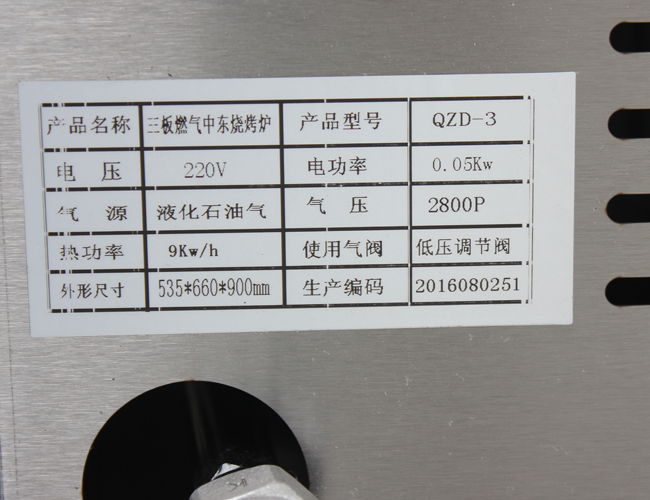 产品名称 三板燃气中东烧烤炉 产品型号 QZD-3
电 压 220V 电功率 0.05Kw
气 源 液化石油气 气 压 2800P
热功率 9Kw/h 使用气阀 低压调节阀
外形尺寸 535*660*900mm 生产编码 2016080251